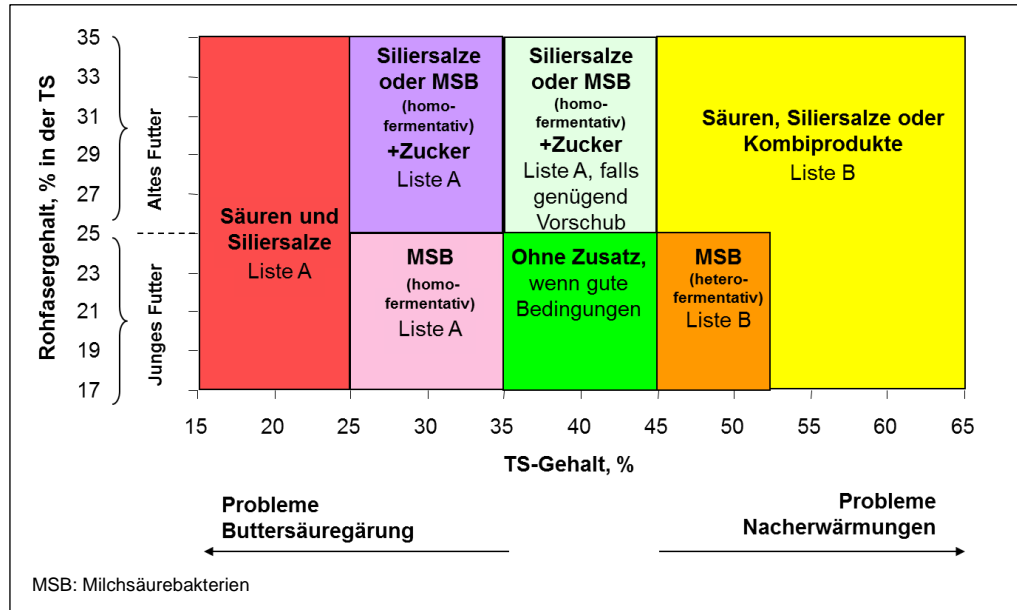 Rohfasergehalt, % in der TS
Altes Futter
Junges Futter
35
33
31
29
27
25
23
21
19
17
Säuren und
Siliersalze
Liste A
Siliersalze
oder MSB
(homo-
fermentativ)
+Zucker
Liste A
Siliersalze
oder MSB
(homo-
fermentativ)
+Zucker
Liste A, falls
genügend
Vorschub
Säuren, Siliersalze oder
Kombiprodukte
Liste B
MSB
(homo-
fermentativ)
Liste A
Ohne Zusatz,
wenn gute
Bedingungen
MSB
(hetero-
fermentativ)
Liste B
15 20 25 30 35 40 45 50 55 60 65
TS-Gehalt, %
Probleme
Buttersäuregärung
Probleme
Nacherwärmungen
MSB: Milchsäurebakterien